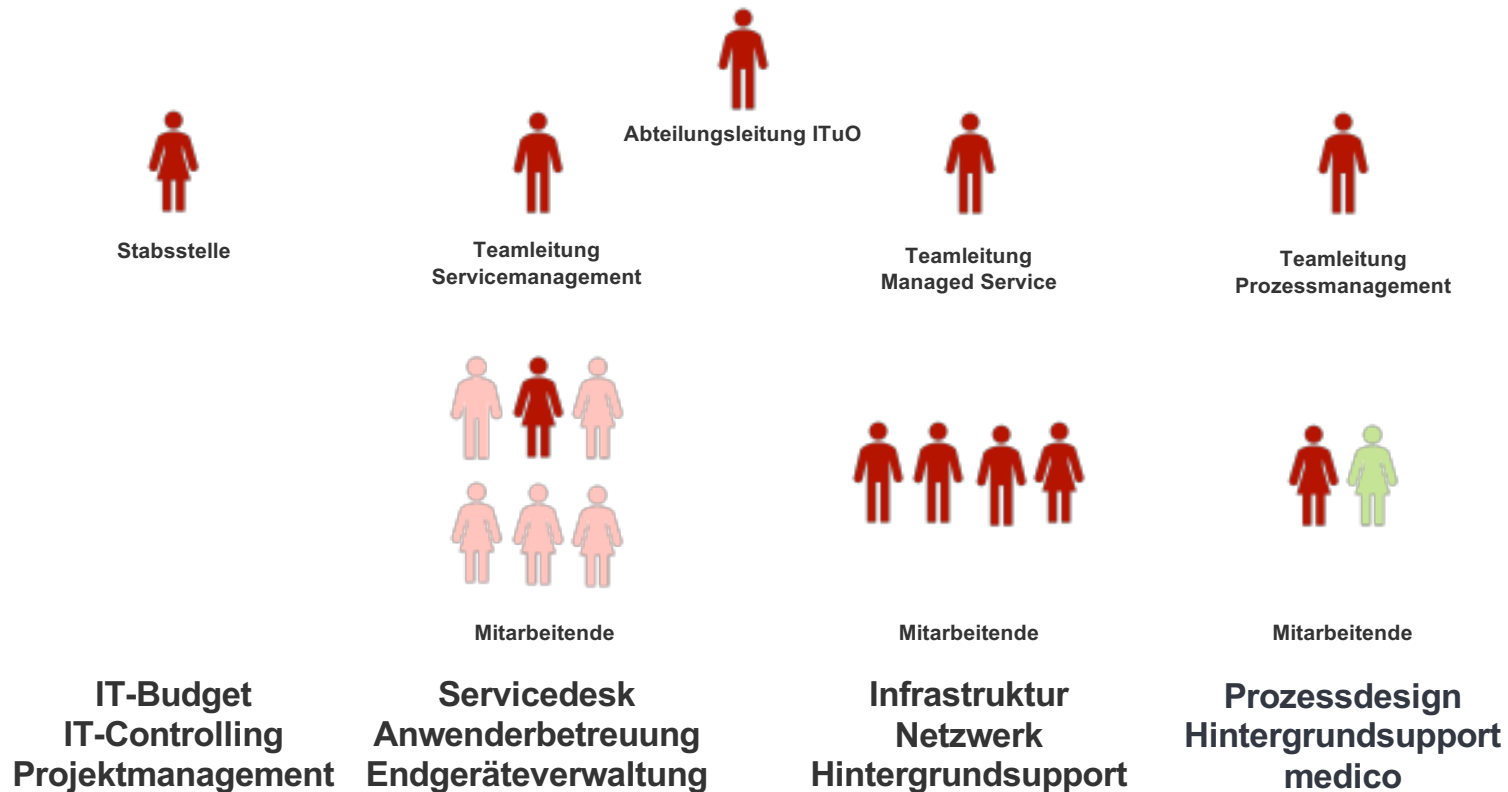 Abteilungsleitung ITuO
Stabsstelle
Teamleitung
Servicemanagement
Teamleitung
Managed Service
Teamleitung
Prozessmanagement
Mitarbeitende
Mitarbeitende
Mitarbeitende
IT-Budget
IT-Controlling
Projektmanagement
Servicedesk
Anwenderbetreuung
Endgeräteverwaltung
Infrastruktur
Netzwerk
Hintergrundsupport
Prozessdesign
Hintergrundsupport
medico